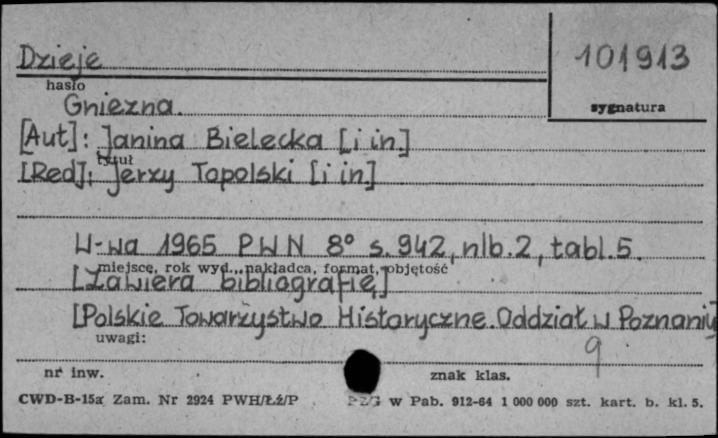 Dzieje
101913
hasło
sygnatura
Gniezna.
[Aut]: Janina Bielecka [i in.]
tytuł
[Red]: Jerzy Topolski [i in]
W-wa 1965 PWN 8° s. 942, nlb. 2, tabl. 5.
miejsce, rok wyd., nakładca, format, objętość
[Zawiera bibliografię]
[Polskie Towarzystwo Historyczne. Oddział w Poznaniu
uwagi:
9
nr inw.
znak klas.
CWD-B-15a Zam. Nr 2924 PWH/Łź/P
PZG w Pab. 912-64 1 000 000 szt. kart. b. kl. 5.